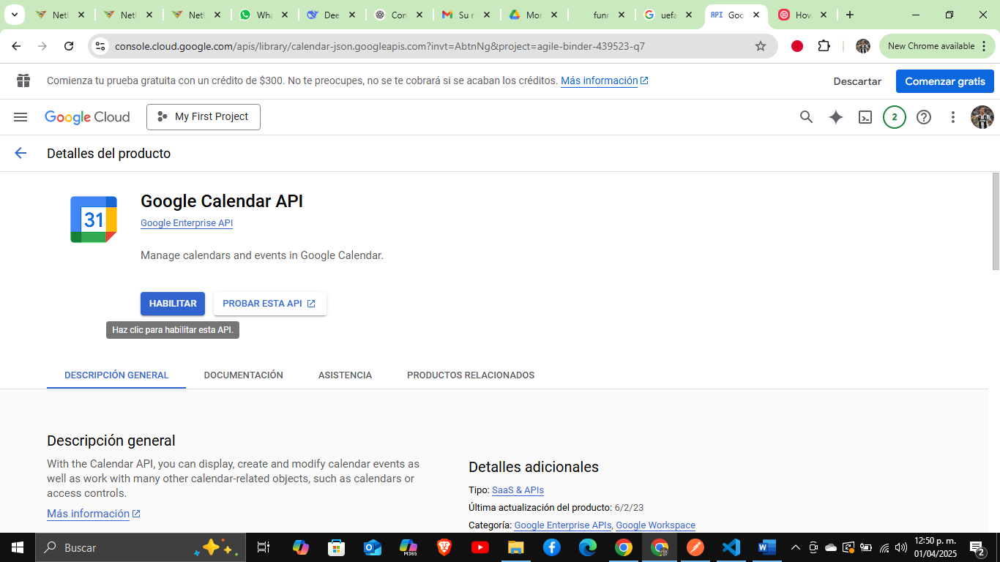 Netl
Netl
Netl
Wha
Dee
Con
Su r
Mor
funr
uefa
API
Goo
How
console.cloud.google.com/apis/library/calendar-json.googleapis.com?invt=AbtnNg&project=agile-binder-439523-q7
New Chrome available
Comienza tu prueba gratuita con un crédito de $300. No te preocupes, no se te cobrará si se acaban los créditos. Más información
Descartar
Comenzar gratis
Google Cloud
My First Project
2
Detalles del producto
31
Google Calendar API
Google Enterprise API
Manage calendars and events in Google Calendar.
HABILITAR
PROBAR ESTA API
Haz clic para habilitar esta API.
DESCRIPCIÓN GENERAL
DOCUMENTACIÓN
ASISTENCIA
PRODUCTOS RELACIONADOS
Descripción general
With the Calendar API, you can display, create and modify calendar events as
well as work with many other calendar-related objects, such as calendars or
access controls.
Más información
Detalles adicionales
Tipo: SaaS & APIs
Última actualización del producto: 6/2/23
Categoría: Google Enterprise APIs, Google Workspace
Buscar
M365
12:50 p. m.
01/04/2025
2